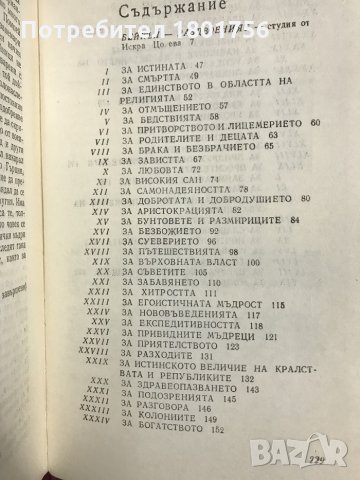 Потребител 1801756
Съдържание
БЕЙКЪН — студия от
Искра Цо ева 7
I ЗА ИСТИНАТА 47
II ЗА СМЪРТТА 49
III ЗА ЕДИНСТВОТО В ОБЛАСТТА НА
РЕЛИГИЯТА 52
IV ЗА ОТМЪЩЕНИЕТО 57
V ЗА БЕДСТВИЯТА 58
VI ЗА ПРИТВОРСТВОТО И ЛИЦЕМЕРИЕТО 60
VII ЗА РОДИТЕЛИТЕ И ДЕЦАТА 63
VIII ЗА БРАКА И БЕЗБРАЧИЕТО 65
IX ЗА ЗАВИСТТА 67
X ЗА ЛЮБОВТА 72
XI ЗА ВИСОКИЯ САН 74
XII ЗА САМОНАДЕЯНОСТТА 78
XIII ЗА ДОБРОТАТА И ДОБРОДУШИЕТО 80
XIV ЗА АРИСТОКРАЦИЯТА 82
XV ЗА БУНТОВЕТЕ И РАЗМИРИЦИТЕ 84
XVI ЗА БЕЗБОЖИЕТО 92
XVII ЗА СУЕВЕРИЕТО 96
XVIII ЗА ПЪТЕШЕСТВИЯТА 98
XIX ЗА ВЪРХОВНАТА ВЛАСТ 100
XX ЗА СЪВЕТИТЕ 105
XXI ЗА ЗАБАВЯНЕТО 110
XXII ЗА ХИТРОСТТА 111
XXIII ЗА ЕГОИСТИЧНАТА МЪДРОСТ 115
XXIV ЗА НОВОВЪВЕДЕНИЯТА 117
XXV ЗА ЕКСПЕДИТИВНОСТТА 118
XXVI ЗА ПРИВИДНИТЕ МЪДРЕЦИ 121
XXVII ЗА ПРИЯТЕЛСТВОТО 123
XXVIII ЗА РАЗХОДИТЕ 131
XXIX ЗА ИСТИНСКОТО ВЕЛИЧИЕ НА КРАЛСТ-
ВАТА И РЕПУБЛИКИТЕ 132
XXX ЗА ЗДРАВЕОПАЗВАНЕТО 143
XXXI ЗА ПОДОЗРЕНИЯТА 145
XXXII ЗА РАЗГОВОРА 146
XXXIII ЗА КОЛОНИИТЕ 149
XXXIV ЗА БОГАТСТВОТО 152
229
bazar